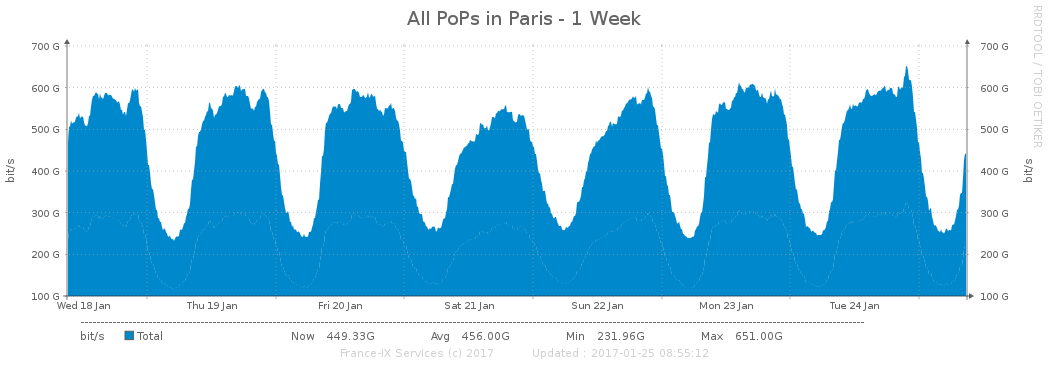 All PoPs in Paris - 1 Week
RRDTOOL / TOBI OETIKER
700 G 700 G
600 G 600 G
500 G 500 G
400 G 400 G
bit/s bit/s
300 G 300 G
200 G 200 G
100 G 100 G
Wed 18 Jan Thu 19 Jan Fri 20 Jan Sat 21 Jan Sun 22 Jan Mon 23 Jan Tue 24 Jan
bit/s Total Now 449.33G Avg 456.00G Min 231.96G Max 651.00G
France-IX Services (c) 2017 Updated : 2017-01-25 08:55:12